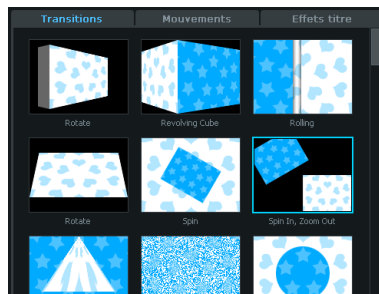 Transitions Mouvements Effets titre
Rotate Revolving Cube Rolling
Rotate Spin Spin In, Zoom Out